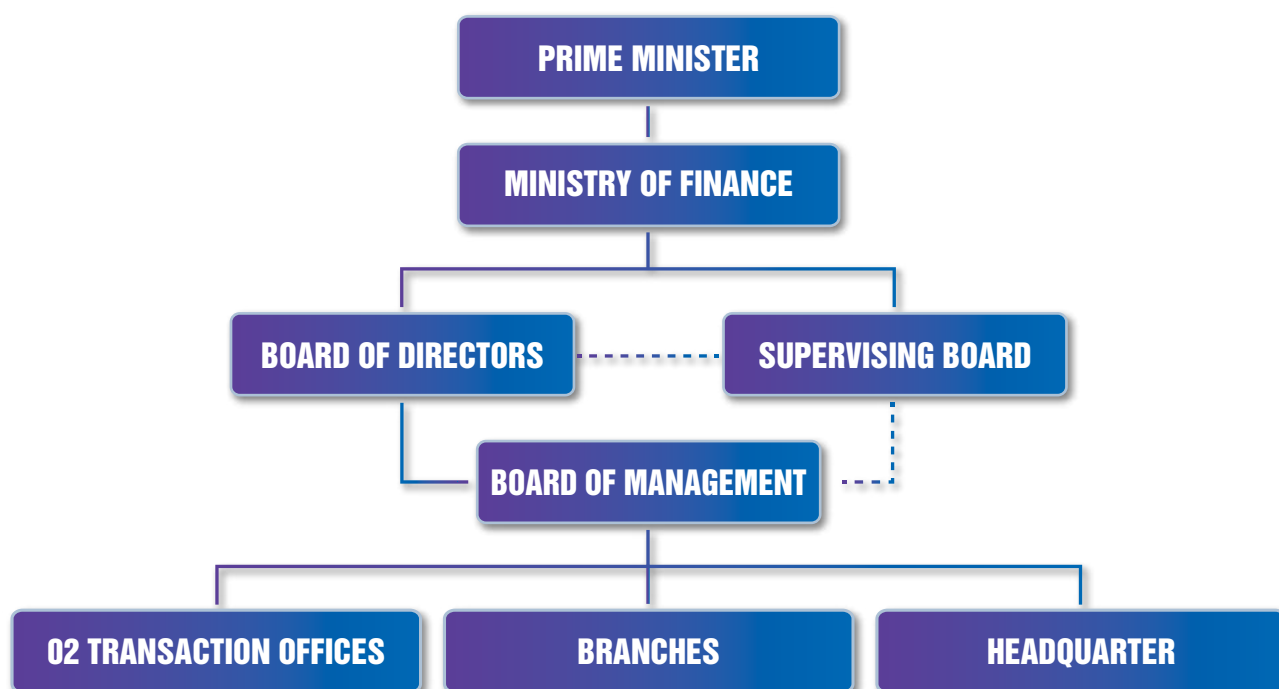 PRIME MINISTER
MINISTRY OF FINANCE
BOARD OF DIRECTORS
SUPERVISING BOARD
BOARD OF MANAGEMENT
02 TRANSACTION OFFICES
BRANCHES
HEADQUARTER